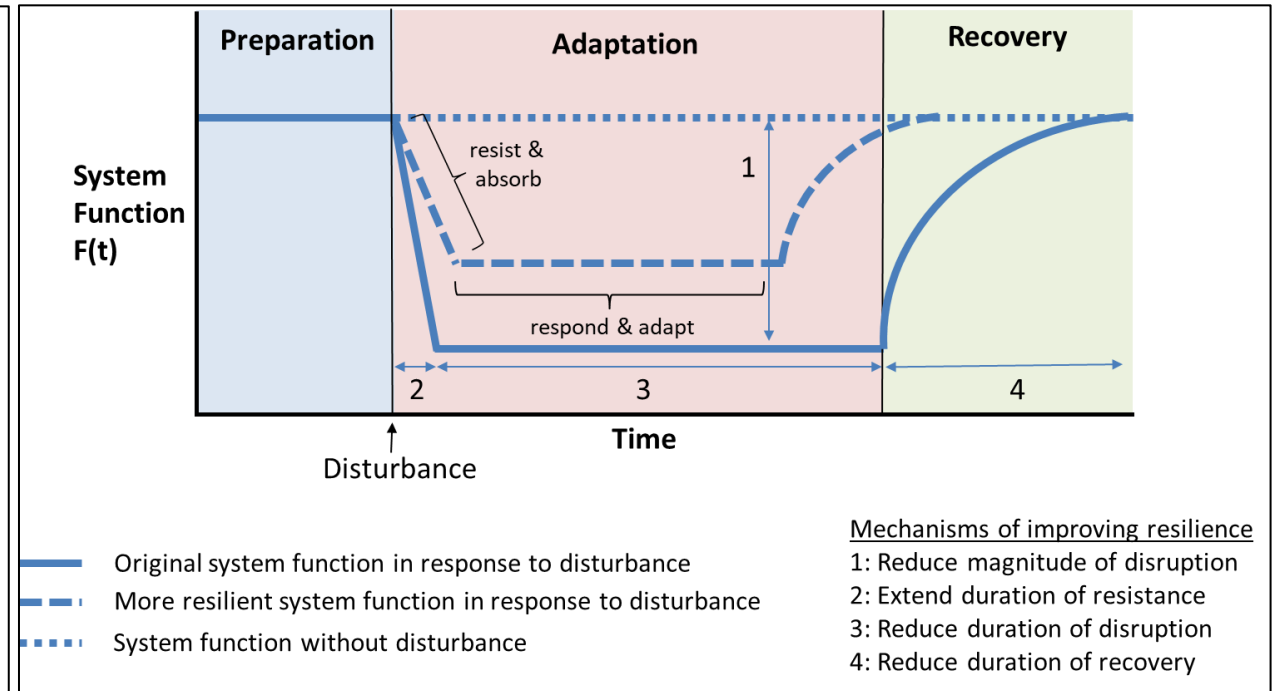 Preparation
Adaptation
Recovery
System
Function
F(t)
resist &
absorb
1
respond & adapt
2
3
4
Time
Disturbance
Original system function in response to disturbance
More resilient system function in response to disturbance
System function without disturbance
Mechanisms of improving resilience
1: Reduce magnitude of disruption
2: Extend duration of resistance
3: Reduce duration of disruption
4: Reduce duration of recovery